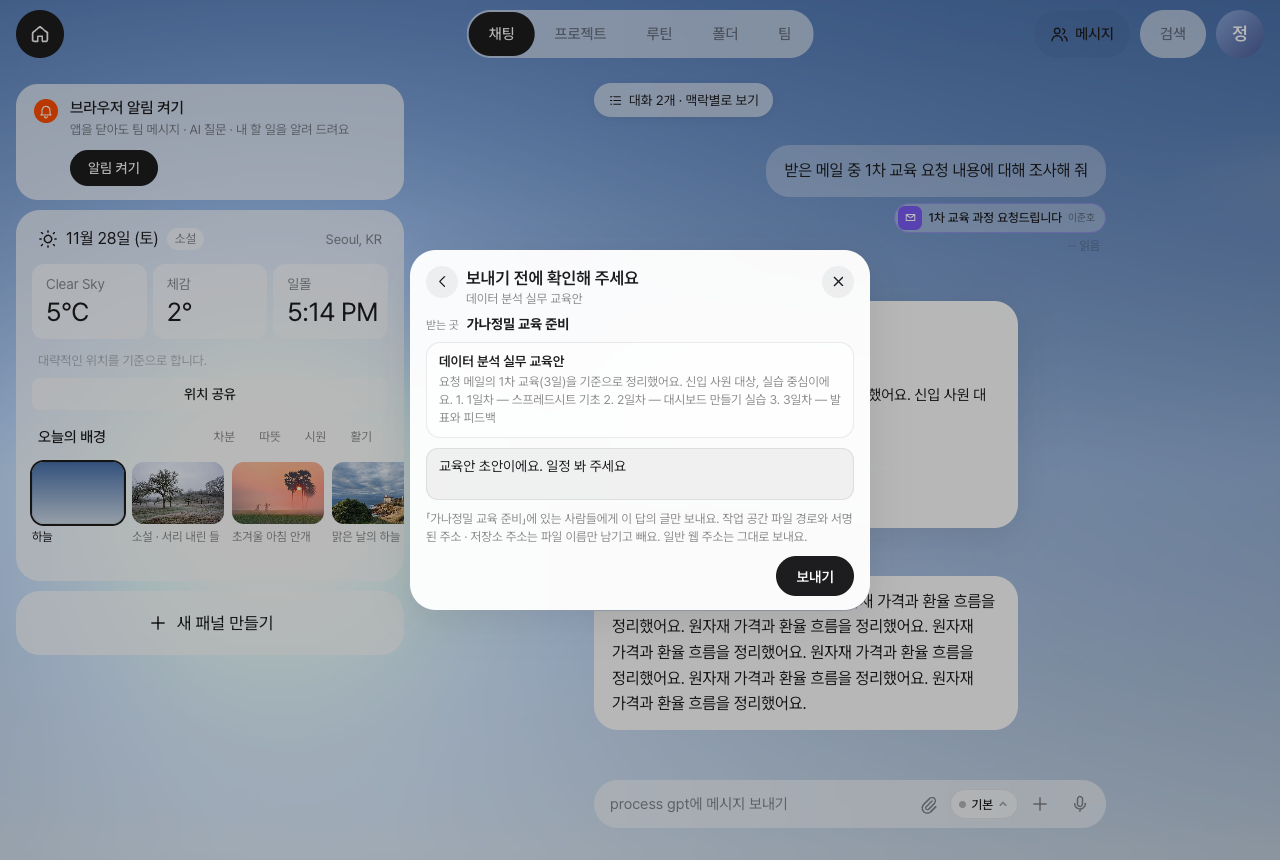 채팅
프로젝트
루틴
폴더
팀
메시지
검색
정
브라우저 알림 켜기
앱을 닫아도 팀 메시지 · AI 질문 · 내 할 일을 알려 드려요
알림 켜기
11월 28일 (토)
소설
Seoul, KR
Clear Sky
5°C
체감
2°
일몰
5:14 PM
대략적인 위치를 기준으로 합니다.
위치 공유
오늘의 배경
차분
따뜻
시원
활기
하늘
소설 · 서리 내린 들
초겨울 아침 안개
맑은 날의 하늘
새 패널 만들기
대화 2개 · 맥락별로 보기
받은 메일 중 1차 교육 요청 내용에 대해 조사해 줘
1차 교육 과정 요청드립니다 이준호
읽음
보내기 전에 확인해 주세요
데이터 분석 실무 교육안
받는 곳 가나정밀 교육 준비
데이터 분석 실무 교육안
요청 메일의 1차 교육(3일)을 기준으로 정리했어요. 신입 사원 대상, 실습 중심이에
요. 1. 1일차 — 스프레드시트 기초 2. 2일차 — 대시보드 만들기 실습 3. 3일차 — 발
표와 피드백
교육안 초안이에요. 일정 봐 주세요
「가나정밀 교육 준비」에 있는 사람들에게 이 답의 글만 보내요. 작업 공간 파일 경로와 서명
된 주소 · 저장소 주소는 파일 이름만 남기고 빼요. 일반 웹 주소는 그대로 보내요.
보내기
했어요. 신입 사원 대
가격과 환율 흐름을
정리했어요. 원자재 가격과 환율 흐름을 정리했어요. 원자재
가격과 환율 흐름을 정리했어요. 원자재 가격과 환율 흐름을
정리했어요. 원자재 가격과 환율 흐름을 정리했어요. 원자재
가격과 환율 흐름을 정리했어요.
process gpt에 메시지 보내기
기본